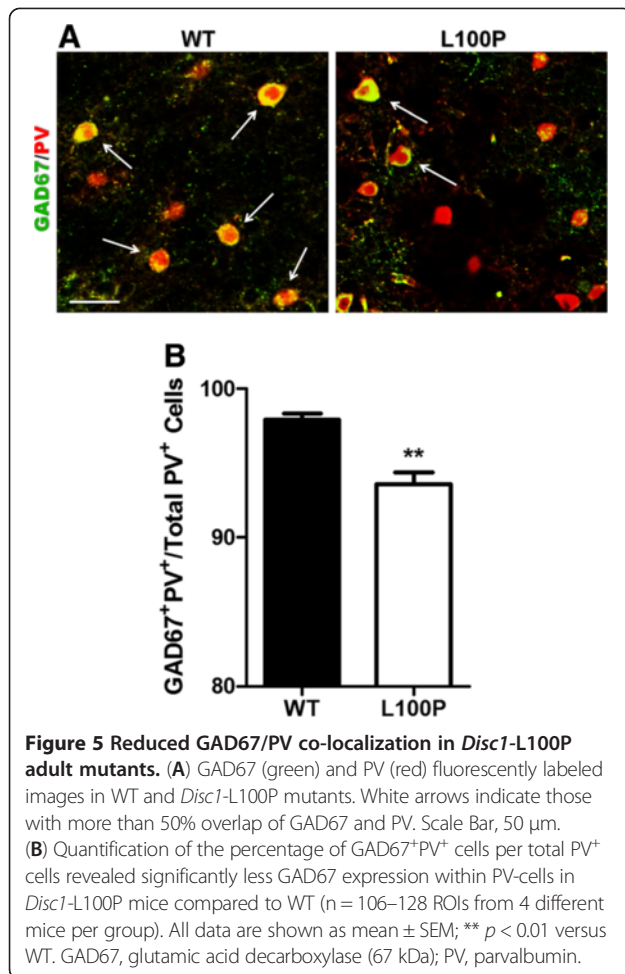 A
WT
L100P
GAD67/PV
B
GAD67⁺PV⁺/Total PV⁺ Cells
100
90
80
**
WT
L100P
Figure 5 Reduced GAD67/PV co-localization in Disc1-L100P
adult mutants. (A) GAD67 (green) and PV (red) fluorescently labeled
images in WT and Disc1-L100P mutants. White arrows indicate those
with more than 50% overlap of GAD67 and PV. Scale Bar, 50 μm.
(B) Quantification of the percentage of GAD67⁺PV⁺ cells per total PV⁺
cells revealed significantly less GAD67 expression within PV-cells in
Disc1-L100P mice compared to WT (n = 106–128 ROIs from 4 different
mice per group). All data are shown as mean ± SEM; ** p < 0.01 versus
WT. GAD67, glutamic acid decarboxylase (67 kDa); PV, parvalbumin.